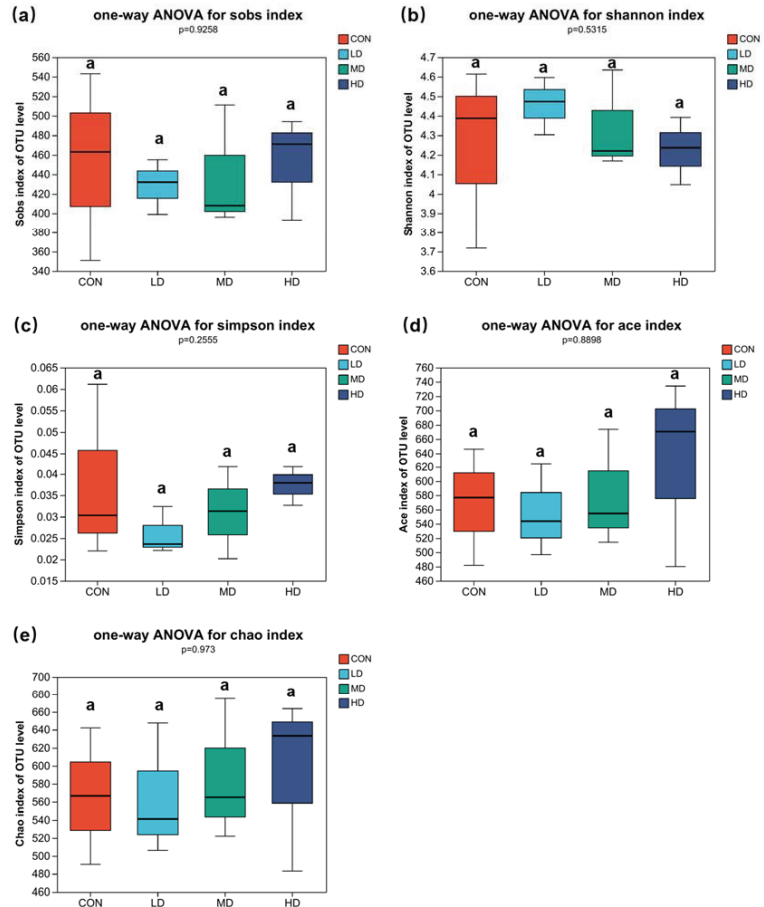 (a)
one-way ANOVA for sobs index
p=0.9258
CON
LD
MD
HD
Sobs index of OTU level
560
540
520
500
480
460
440
420
400
380
360
340
a
a
a
a
CON LD MD HD
(b)
one-way ANOVA for shannon index
p=0.5315
CON
LD
MD
HD
Shannon index of OTU level
4.7
4.6
4.5
4.4
4.3
4.2
4.1
4
3.9
3.8
3.7
3.6
a
a
a
a
CON LD MD HD
(c)
one-way ANOVA for simpson index
p=0.2555
CON
LD
MD
HD
Simpson index of OTU level
0.065
0.06
0.055
0.05
0.045
0.04
0.035
0.03
0.025
0.02
0.015
a
a
a
a
CON LD MD HD
(d)
one-way ANOVA for ace index
p=0.8898
CON
LD
MD
HD
Ace index of OTU level
760
740
720
700
680
660
640
620
600
580
560
540
520
500
480
460
a
a
a
a
CON LD MD HD
(e)
one-way ANOVA for chao index
p=0.973
CON
LD
MD
HD
Chao index of OTU level
700
680
660
640
620
600
580
560
540
520
500
480
460
a
a
a
a
CON LD MD HD